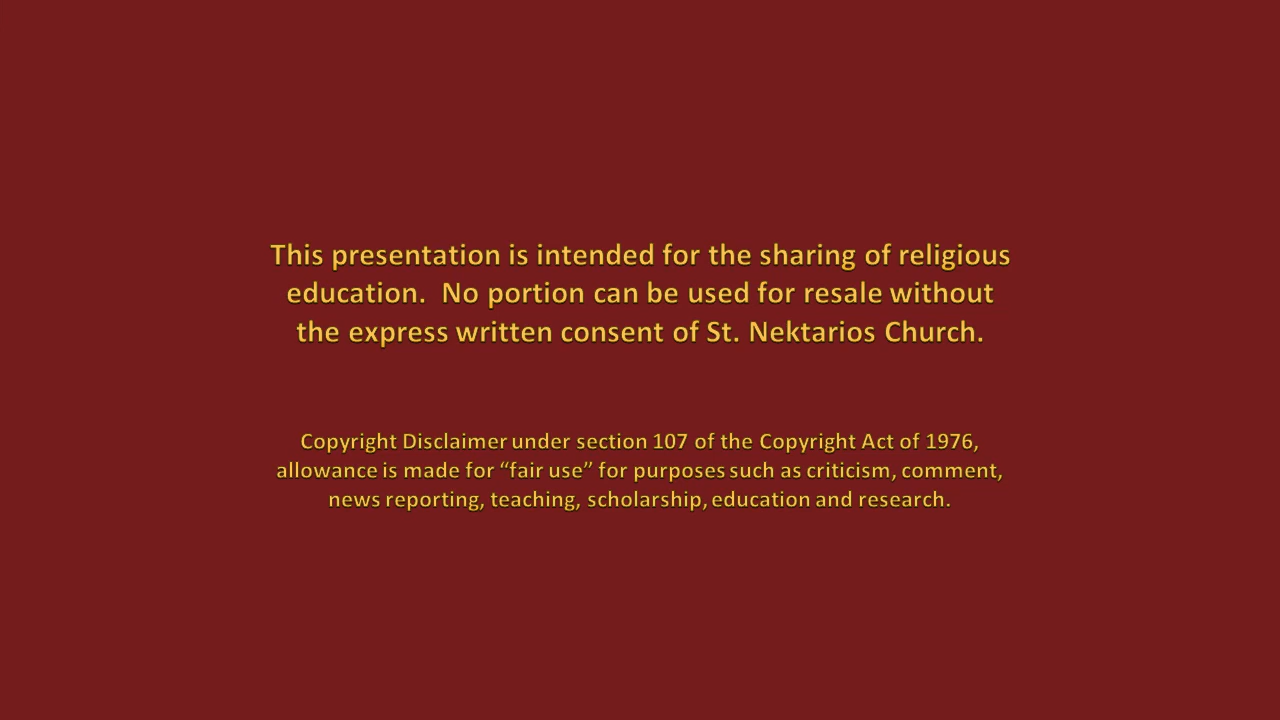 This presentation is intended for the sharing of religious
education.  No portion can be used for resale without
the express written consent of St. Nektarios Church.
Copyright Disclaimer under section 107 of the Copyright Act of 1976,
allowance is made for “fair use” for purposes such as criticism, comment,
news reporting, teaching, scholarship, education and research.